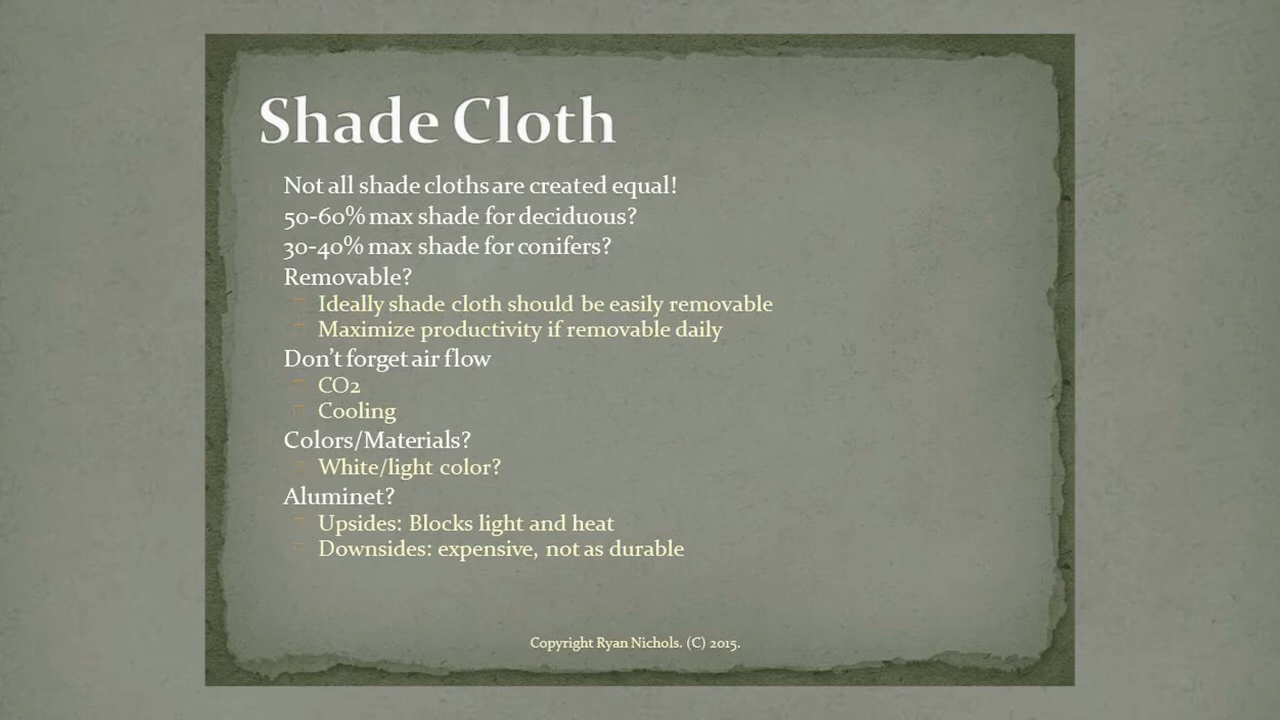 Shade Cloth
Not all shade cloths are created equal!
50-60% max shade for deciduous?
30-40% max shade for conifers?
Removable?
Ideally shade cloth should be easily removable
Maximize productivity if removable daily
Don't forget air flow
CO2
Cooling
Colors/Materials?
White/light color?
Aluminet?
Upsides: Blocks light and heat
Downsides: expensive, not as durable
Copyright Ryan Nichols. (C) 2015.